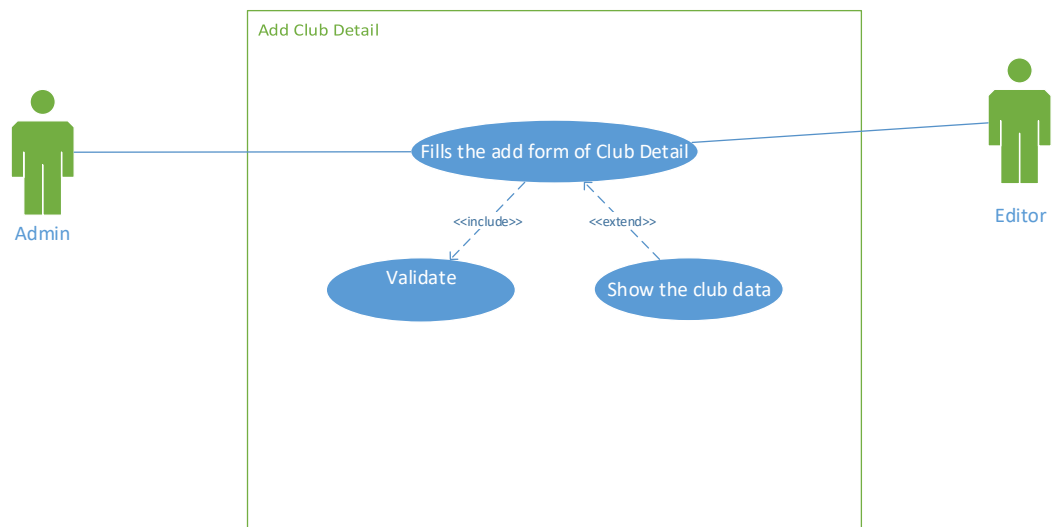 Add Club Detail
Fills the add form of Club Detail
Admin
Editor
<<include>>
<<extend>>
Validate
Show the club data